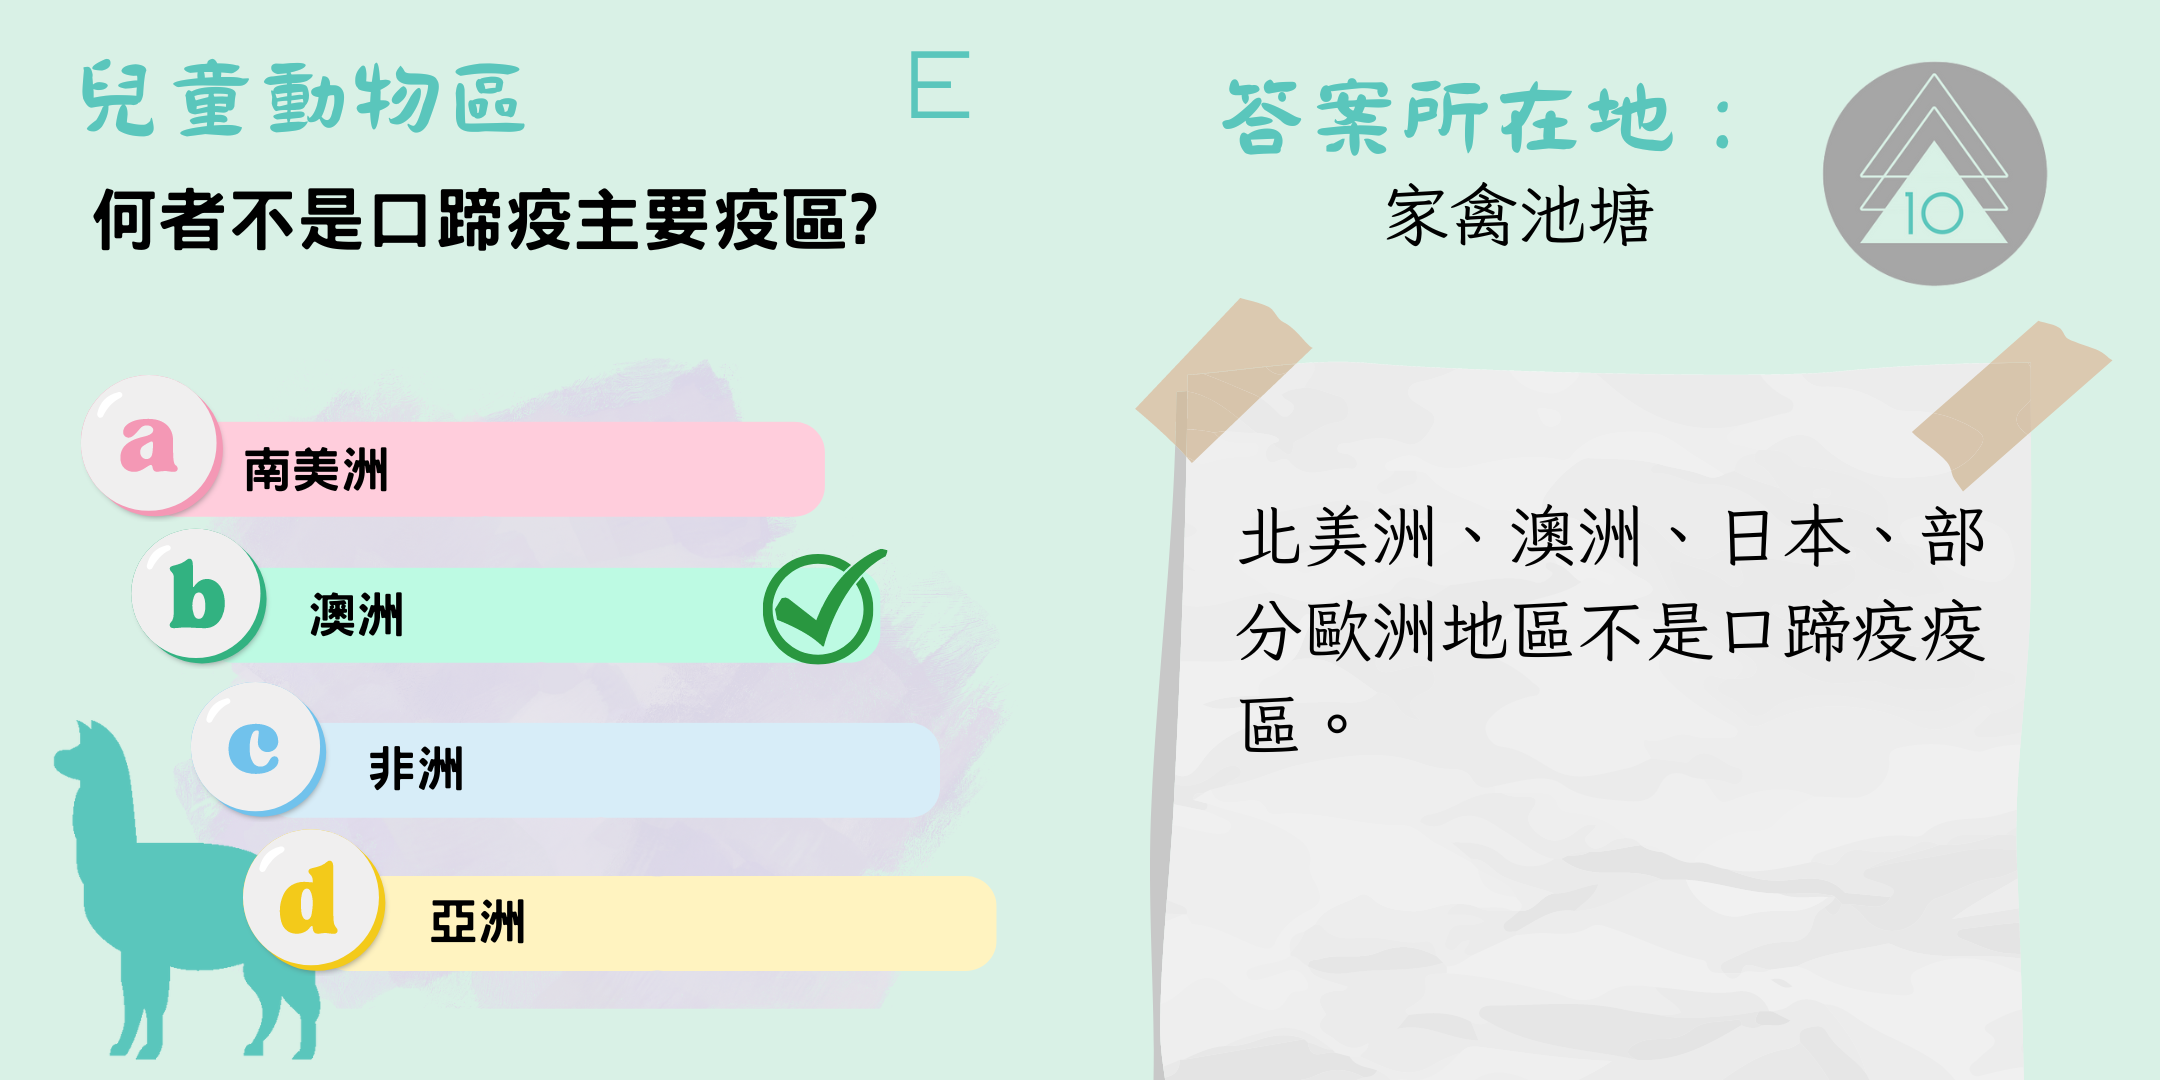 兒童動物區
E
何者不是口蹄疫主要疫區?
a
南美洲
b
澳洲
c
非洲
d
亞洲
答案所在地：
家禽池塘
10
北美洲、澳洲、日本、部
分歐洲地區不是口蹄疫疫
區。